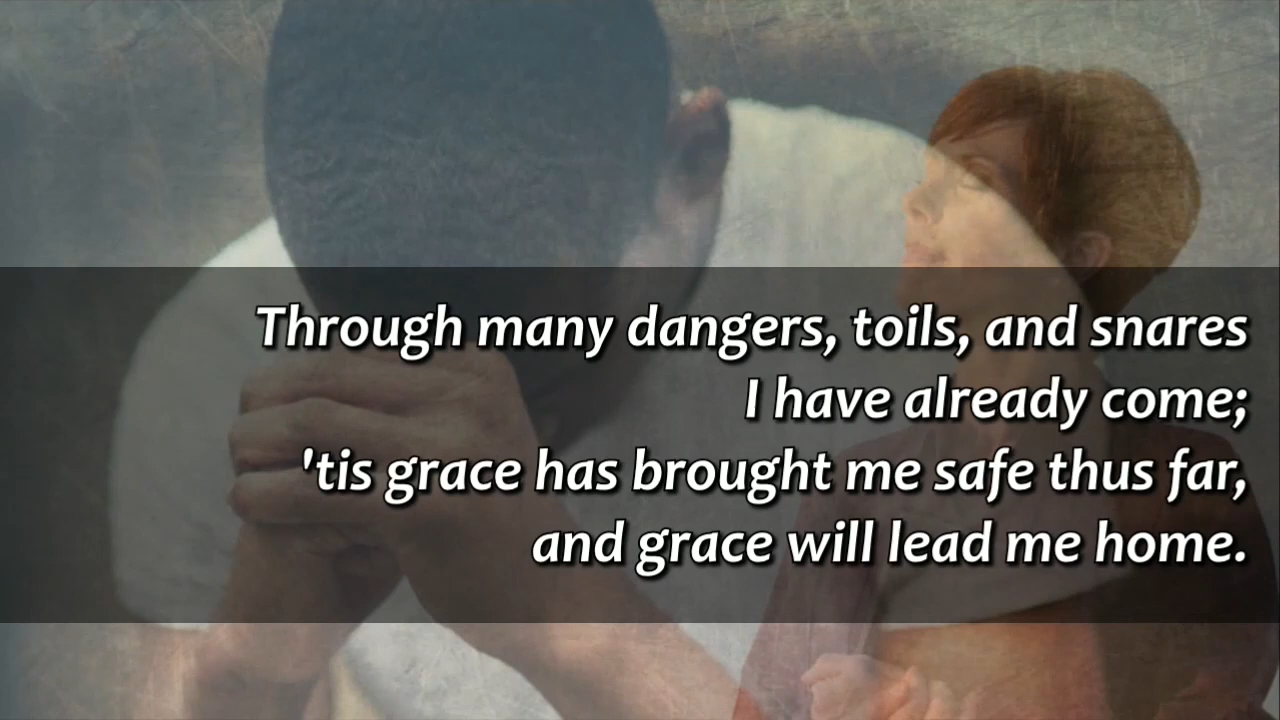 Through many dangers, toils, and snares
I have already come;
'tis grace has brought me safe thus far,
and grace will lead me home.